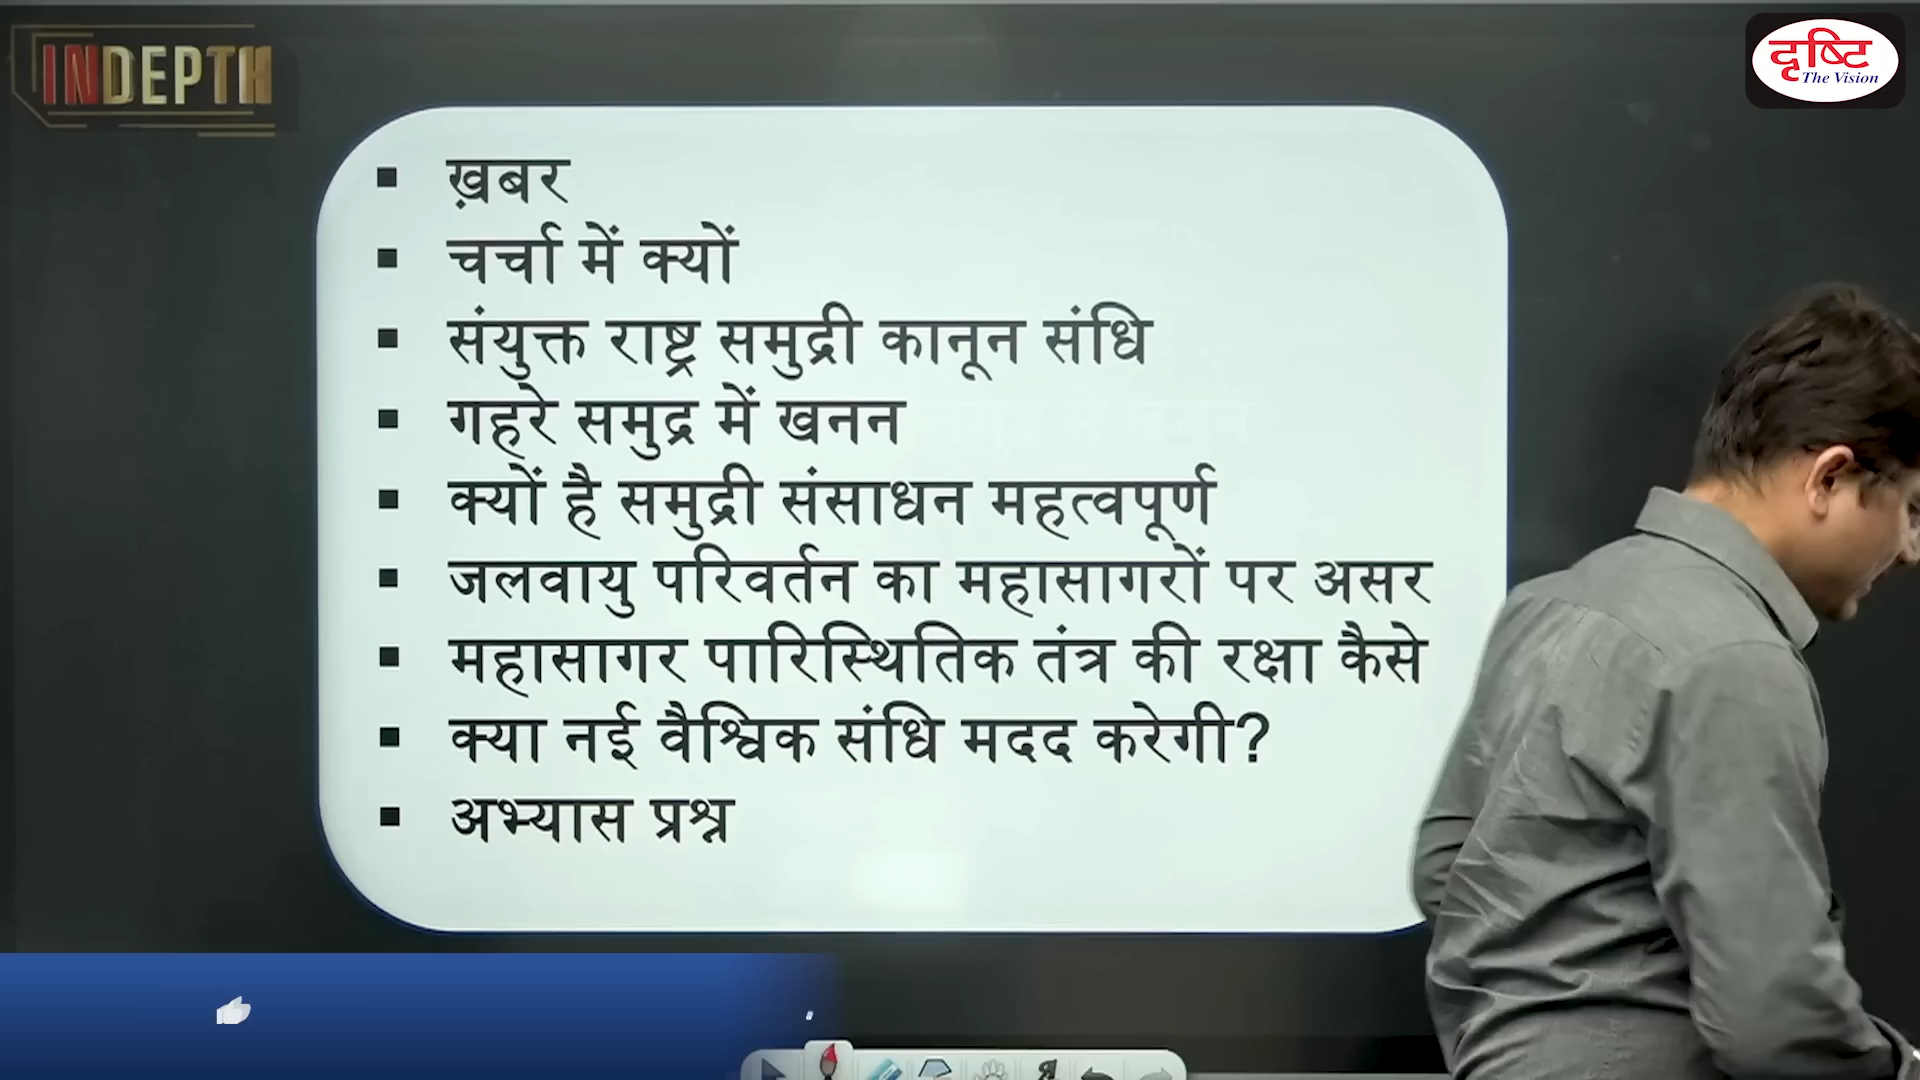 INDEPTH
दृष्टि
The Vision
▪ ख़बर
▪ चर्चा में क्यों
▪ संयुक्त राष्ट्र समुद्री कानून संधि
▪ गहरे समुद्र में खनन
▪ क्यों है समुद्री संसाधन महत्वपूर्ण
▪ जलवायु परिवर्तन का महासागरों पर असर
▪ महासागर पारिस्थितिक तंत्र की रक्षा कैसे
▪ क्या नई वैश्विक संधि मदद करेगी?
▪ अभ्यास प्रश्न